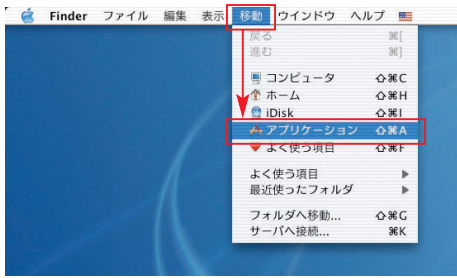 Finder ファイル 編集 表示 移動 ウインドウ ヘルプ
戻る ⌘[
進む ⌘]
コンピュータ ⇧⌘C
ホーム ⇧⌘H
iDisk ⇧⌘I
アプリケーション ⇧⌘A
よく使う項目 ⇧⌘F
よく使う項目 ▶
最近使ったフォルダ ▶
フォルダへ移動... ⇧⌘G
サーバへ接続... ⌘K